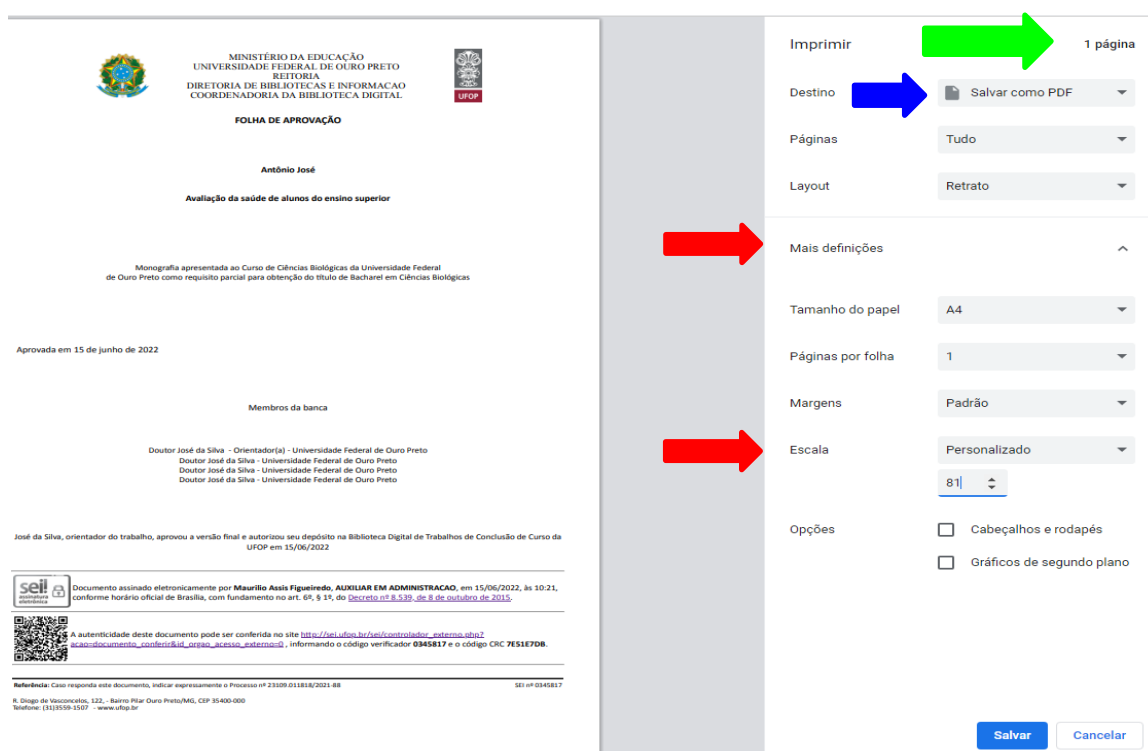 MINISTÉRIO DA EDUCAÇÃO
UNIVERSIDADE FEDERAL DE OURO PRETO
REITORIA
DIRETORIA DE BIBLIOTECAS E INFORMACAO
COORDENADORIA DA BIBLIOTECA DIGITAL
UFOP
FOLHA DE APROVAÇÃO
Antônio José
Avaliação da saúde de alunos do ensino superior
Monografia apresentada ao Curso de Ciências Biológicas da Universidade Federal
de Ouro Preto como requisito parcial para obtenção do título de Bacharel em Ciências Biológicas
Aprovada em 15 de junho de 2022
Membros da banca
Doutor José da Silva - Orientador(a) - Universidade Federal de Ouro Preto
Doutor José da Silva - Universidade Federal de Ouro Preto
Doutor José da Silva - Universidade Federal de Ouro Preto
Doutor José da Silva - Universidade Federal de Ouro Preto
José da Silva, orientador do trabalho, aprovou a versão final e autorizou seu depósito na Biblioteca Digital de Trabalhos de Conclusão de Curso da
UFOP em 15/06/2022
sei!
assinatura
eletrônica
Documento assinado eletronicamente por Maurilio Assis Figueiredo, AUXILIAR EM ADMINISTRACAO, em 15/06/2022, às 10:21,
conforme horário oficial de Brasília, com fundamento no art. 6º, § 1º, do Decreto nº 8.539, de 8 de outubro de 2015.
A autenticidade deste documento pode ser conferida no site http://sei.ufop.br/sei/controlador_externo.php?
acao=documento_conferir&id_orgao_acesso_externo=0 , informando o código verificador 0345817 e o código CRC 7E51E7DB.
Referência: Caso responda este documento, indicar expressamente o Processo nº 23109.011818/2021-88
SEI nº 0345817
R. Diogo de Vasconcelos, 122, - Bairro Pilar Ouro Preto/MG, CEP 35400-000
Telefone: (31)3559-1507 - www.ufop.br
Imprimir
1 página
Destino
Salvar como PDF
Páginas
Tudo
Layout
Retrato
Mais definições
Tamanho do papel
A4
Páginas por folha
1
Margens
Padrão
Escala
Personalizado
81
Opções
Cabeçalhos e rodapés
Gráficos de segundo plano
Salvar
Cancelar